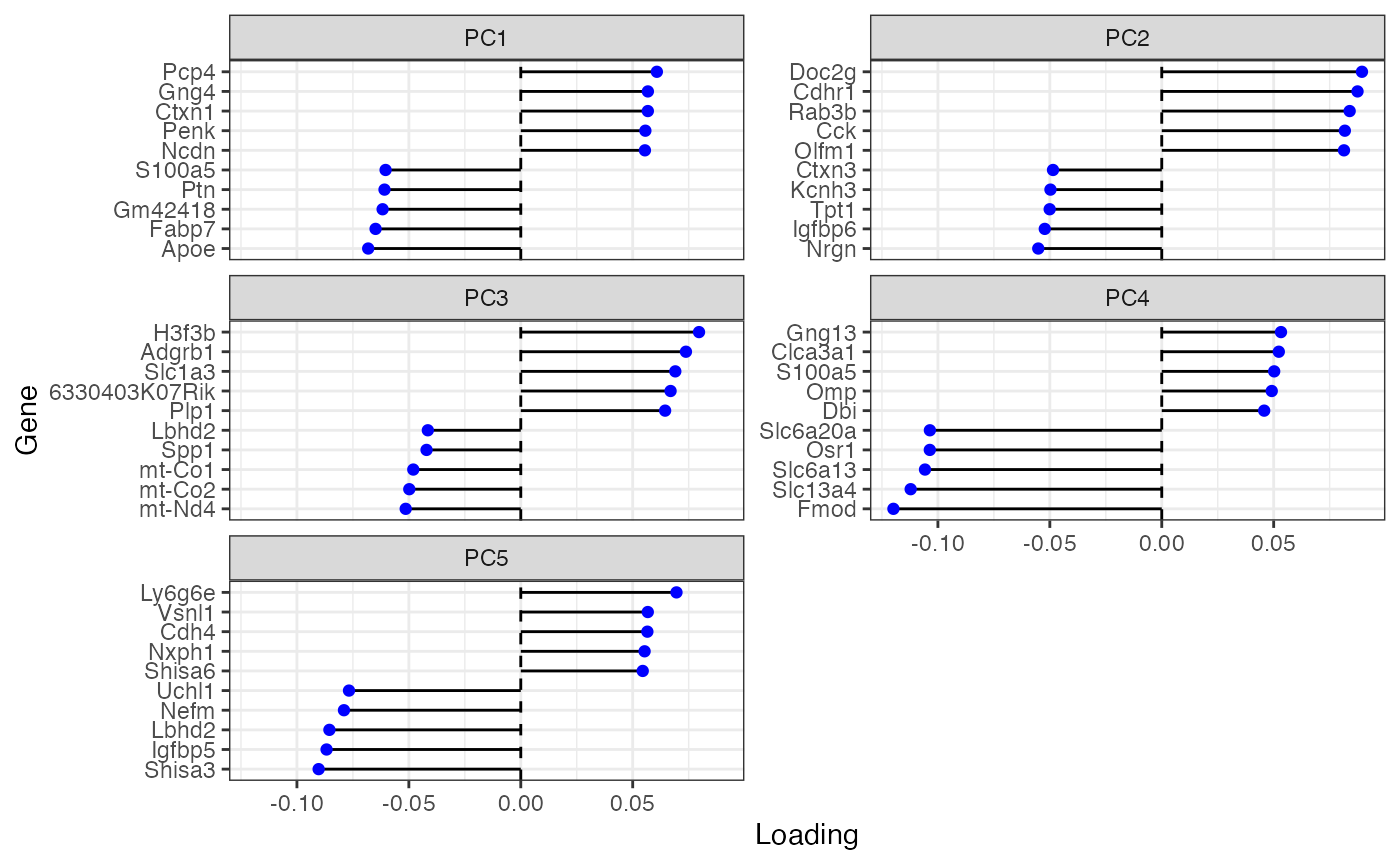 PC1
Pcp4
Gng4
Ctxn1
Penk
Ncdn
S100a5
Ptn
Gm42418
Fabp7
Apoe
PC2
Doc2g
Cdhr1
Rab3b
Cck
Olfm1
Ctxn3
Kcnh3
Tpt1
Igfbp6
Nrgn
PC3
H3f3b
Adgrb1
Slc1a3
6330403K07Rik
Plp1
Lbhd2
Spp1
mt-Co1
mt-Co2
mt-Nd4
PC4
Gng13
Clca3a1
S100a5
Omp
Dbi
Slc6a20a
Osr1
Slc6a13
Slc13a4
Fmod
-0.10 -0.05 0.00 0.05
PC5
Ly6g6e
Vsnl1
Cdh4
Nxph1
Shisa6
Uchl1
Nefm
Lbhd2
Igfbp5
Shisa3
-0.10 -0.05 0.00 0.05
Gene
Loading